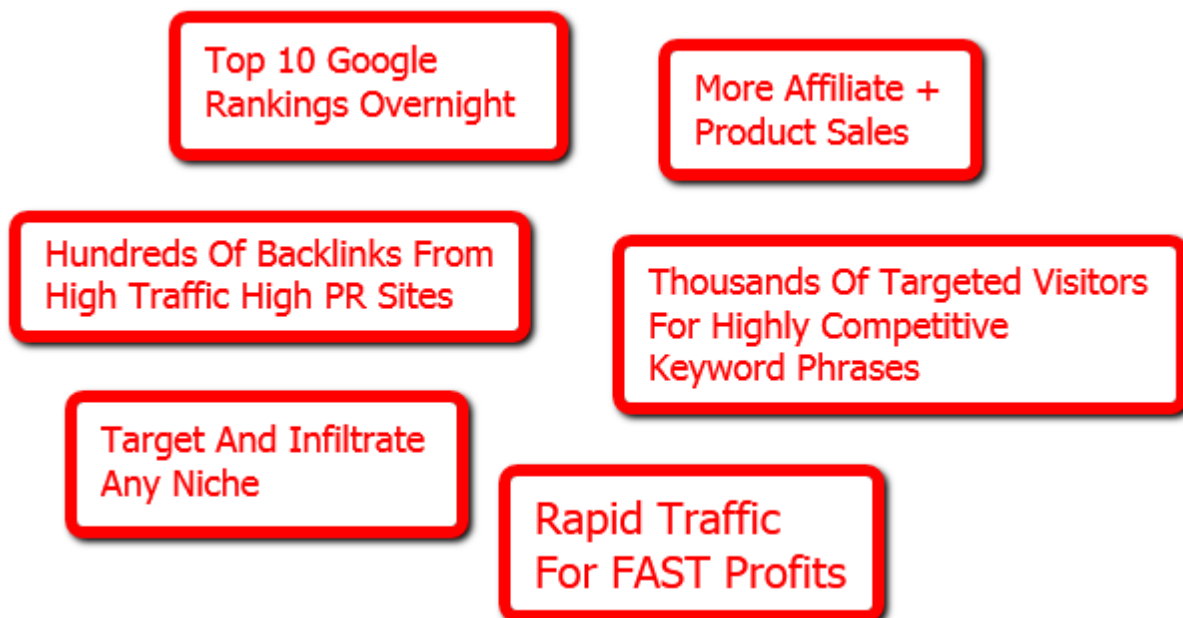 Top 10 Google
Rankings Overnight
More Affiliate +
Product Sales
Hundreds Of Backlinks From
High Traffic High PR Sites
Thousands Of Targeted Visitors
For Highly Competitive
Keyword Phrases
Target And Infiltrate
Any Niche
Rapid Traffic
For FAST Profits